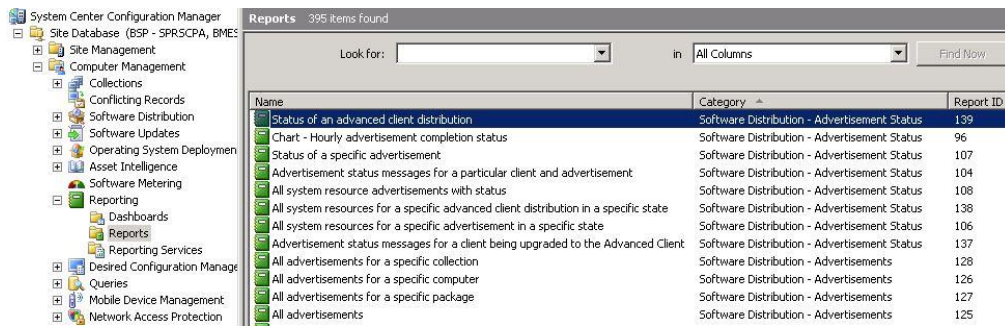 System Center Configuration Manager
Site Database (BSP - SPRSCPA, BMES
Site Management
Computer Management
Collections
Conflicting Records
Software Distribution
Software Updates
Operating System Deploymen
Asset Intelligence
Software Metering
Reporting
Dashboards
Reports
Reporting Services
Desired Configuration Manage
Queries
Mobile Device Management
Network Access Protection
Reports 395 items found
Look for: in All Columns Find Now
Name Category Report ID
Status of an advanced client distribution Software Distribution - Advertisement Status 139
Chart - Hourly advertisement completion status Software Distribution - Advertisement Status 96
Status of a specific advertisement Software Distribution - Advertisement Status 107
Advertisement status messages for a particular client and advertisement Software Distribution - Advertisement Status 104
All system resource advertisements with status Software Distribution - Advertisement Status 108
All system resources for a specific advanced client distribution in a specific state Software Distribution - Advertisement Status 138
All system resources for a specific advertisement in a specific state Software Distribution - Advertisement Status 106
Advertisement status messages for a client being upgraded to the Advanced Client Software Distribution - Advertisement Status 137
All advertisements for a specific collection Software Distribution - Advertisements 128
All advertisements for a specific computer Software Distribution - Advertisements 126
All advertisements for a specific package Software Distribution - Advertisements 127
All advertisements Software Distribution - Advertisements 125